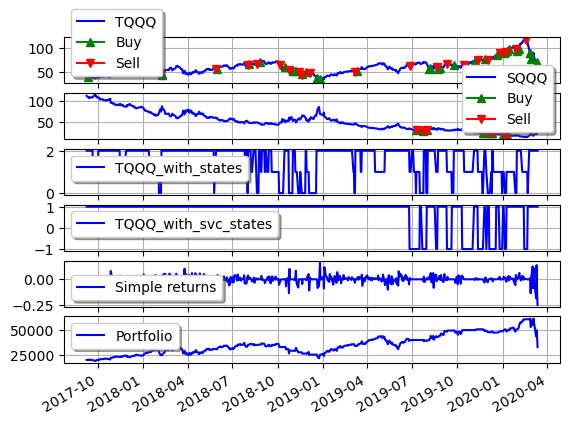 TQQQ
Buy
Sell
100
50
SQQQ
Buy
Sell
100
50
2
TQQQ_with_states
0
1
TQQQ_with_svc_states
0
−1
0.00
Simple returns
−0.25
50000
Portfolio
25000
2017-10 2018-01 2018-04 2018-07 2018-10 2019-01 2019-04 2019-07 2019-10 2020-01 2020-04